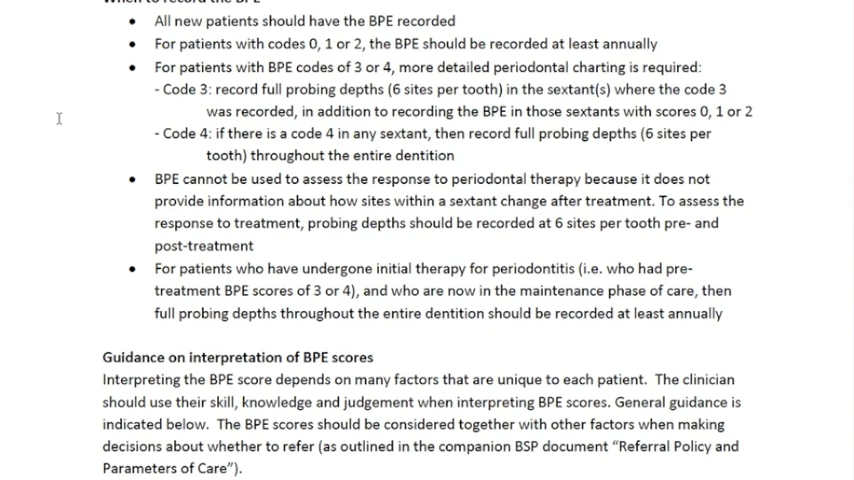 When to record the BPE
• All new patients should have the BPE recorded
• For patients with codes 0, 1 or 2, the BPE should be recorded at least annually
• For patients with BPE codes of 3 or 4, more detailed periodontal charting is required:
- Code 3: record full probing depths (6 sites per tooth) in the sextant(s) where the code 3
was recorded, in addition to recording the BPE in those sextants with scores 0, 1 or 2
- Code 4: if there is a code 4 in any sextant, then record full probing depths (6 sites per
tooth) throughout the entire dentition
• BPE cannot be used to assess the response to periodontal therapy because it does not
provide information about how sites within a sextant change after treatment. To assess the
response to treatment, probing depths should be recorded at 6 sites per tooth pre- and
post-treatment
• For patients who have undergone initial therapy for periodontitis (i.e. who had pre-
treatment BPE scores of 3 or 4), and who are now in the maintenance phase of care, then
full probing depths throughout the entire dentition should be recorded at least annually
Guidance on interpretation of BPE scores
Interpreting the BPE score depends on many factors that are unique to each patient. The clinician
should use their skill, knowledge and judgement when interpreting BPE scores. General guidance is
indicated below. The BPE scores should be considered together with other factors when making
decisions about whether to refer (as outlined in the companion BSP document “Referral Policy and
Parameters of Care”).